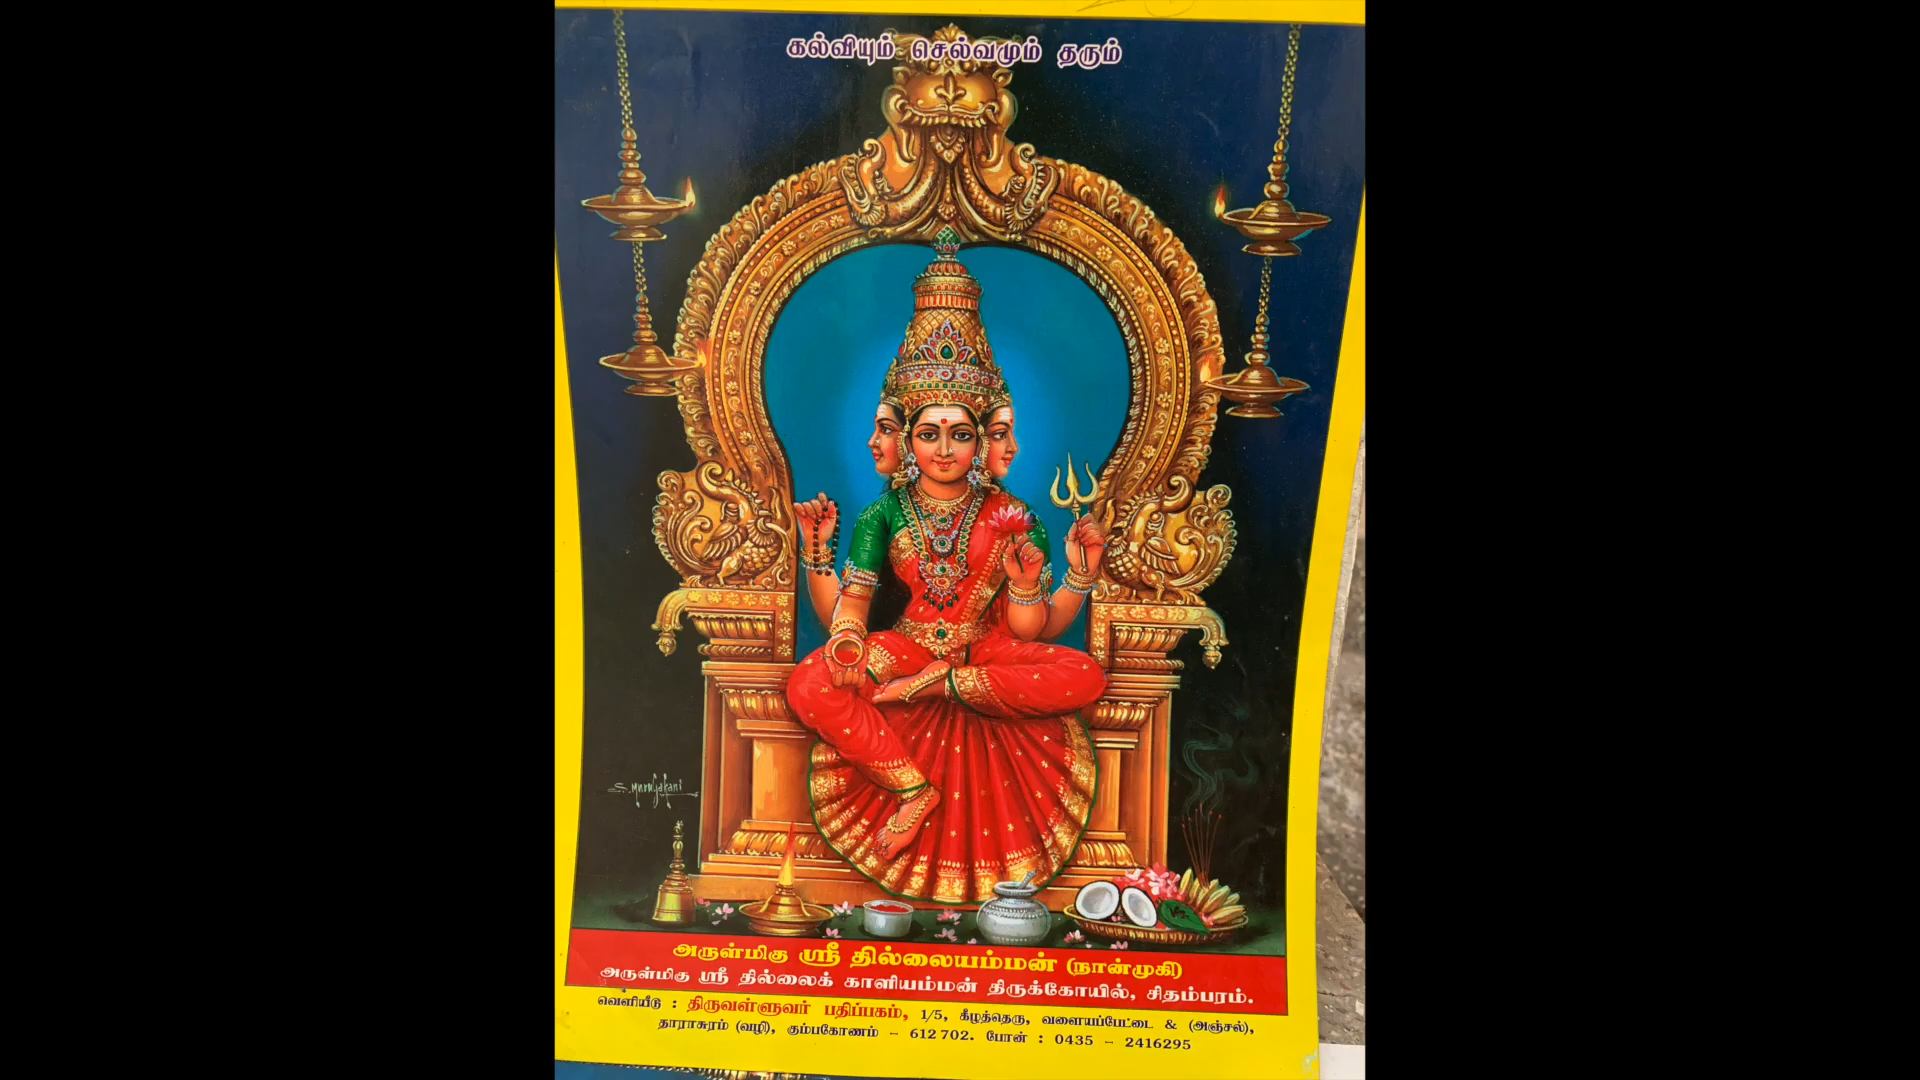 கல்வியும் செல்வமும் தரும்
S.Murugakani
அருள்மிகு ஸ்ரீ தில்லையம்மன் (நான்முகி)
அருள்மிகு ஸ்ரீ தில்லைக் காளியம்மன் திருக்கோயில், சிதம்பரம்.
வெளியீடு : திருவள்ளுவர் பதிப்பகம், 1/5, கீழத்தெரு, வளையப்பேட்டை & (அஞ்சல்),
தாராசுரம் (வழி), கும்பகோணம் – 612 702. போன் : 0435 – 2416295